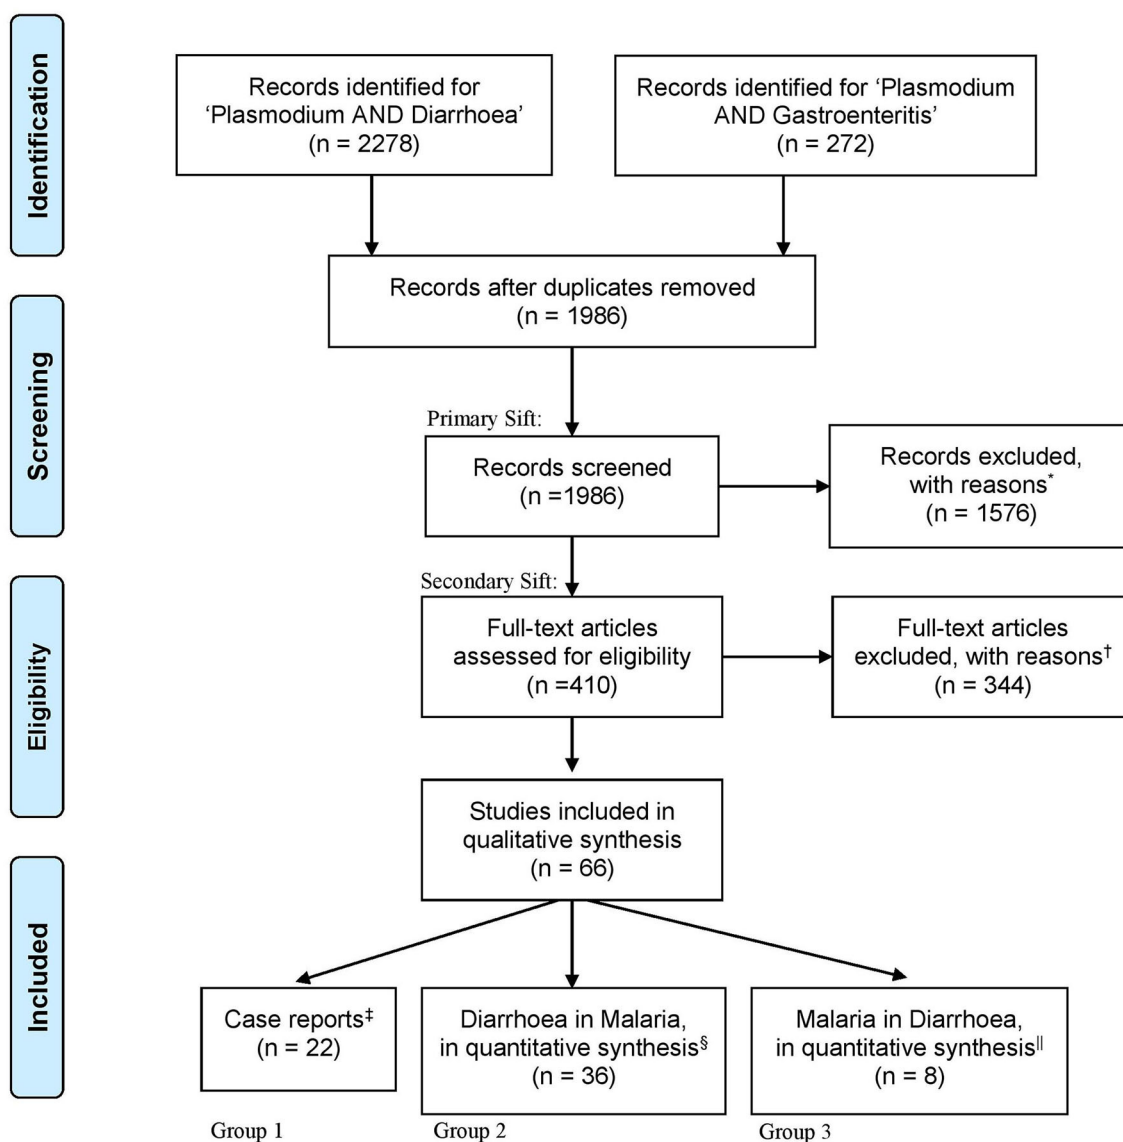 Identification
Records identified for
'Plasmodium AND Diarrhoea'
(n = 2278)
Records identified for 'Plasmodium
AND Gastroenteritis'
(n = 272)
Records after duplicates removed
(n = 1986)
Screening
Primary Sift:
Records screened
(n =1986)
Records excluded,
with reasons*
(n = 1576)
Eligibility
Secondary Sift:
Full-text articles
assessed for eligibility
(n =410)
Full-text articles
excluded, with reasons†
(n = 344)
Studies included in
qualitative synthesis
(n = 66)
Included
Case reports‡
(n = 22)
Group 1
Diarrhoea in Malaria,
in quantitative synthesis§
(n = 36)
Group 2
Malaria in Diarrhoea,
in quantitative synthesis||
(n = 8)
Group 3